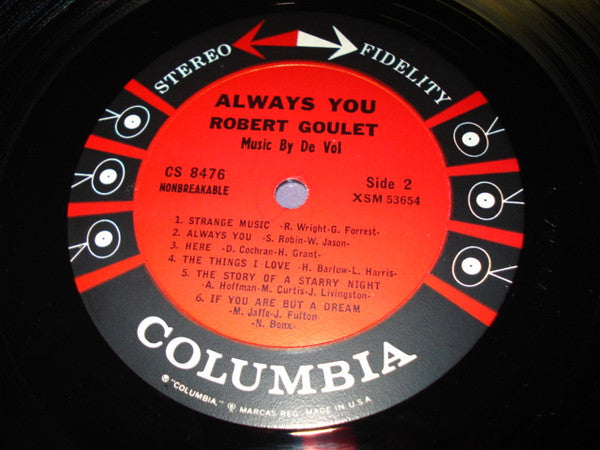 STEREO FIDELITY
ALWAYS YOU
ROBERT GOULET
Music By De Vol
CS 8476
NONBREAKABLE
Side 2
XSM 53654
1. STRANGE MUSIC -R. Wright-G. Forrest-
2. ALWAYS YOU -S. Robin-W. Jason-
3. HERE -D. Cochran-H. Grant-
4. THE THINGS I LOVE -H. Barlow-L. Harris-
5. THE STORY OF A STARRY NIGHT
-A. Hoffman-M. Curtis-J. Livingston-
6. IF YOU ARE BUT A DREAM
-M. Jaffe-J. Fulton-
-N. Bonx-
COLUMBIA
® "COLUMBIA," ® MARCAS REG. MADE IN U.S.A.